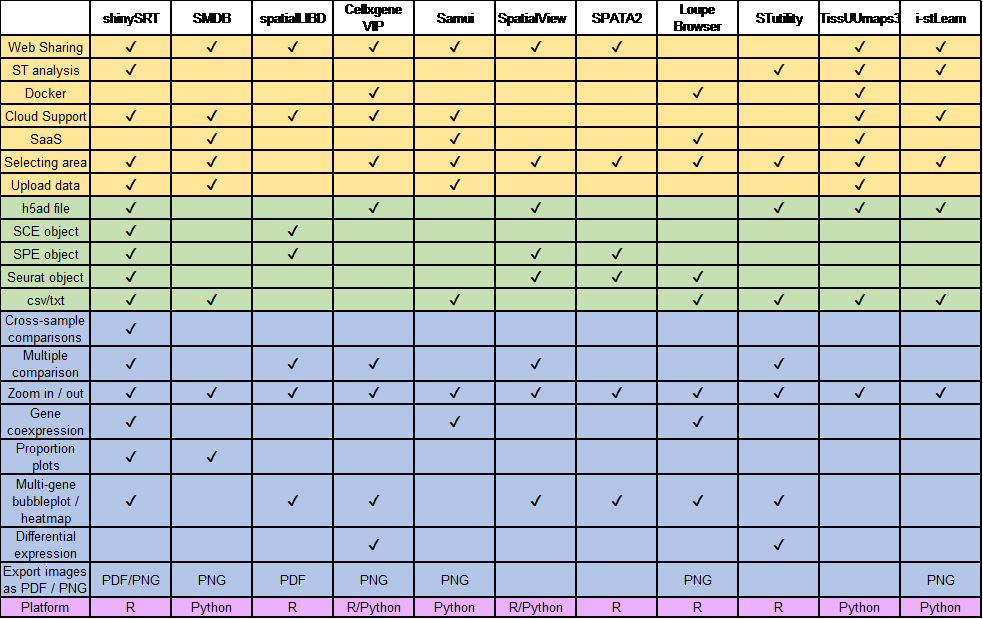 shinySRT SMDB spatialLIBD Cellxgene VIP Samui SpatialView SPATA2 Loupe Browser STutility TissUUmaps3 i-stLearn
Web Sharing ✓ ✓ ✓ ✓ ✓ ✓ ✓ ✓ ✓
ST analysis ✓ ✓ ✓ ✓
Docker ✓ ✓ ✓
Cloud Support ✓ ✓ ✓ ✓ ✓ ✓ ✓
SaaS ✓ ✓ ✓ ✓
Selecting area ✓ ✓ ✓ ✓ ✓ ✓ ✓ ✓ ✓ ✓
Upload data ✓ ✓ ✓ ✓
h5ad file ✓ ✓ ✓ ✓ ✓ ✓
SCE object ✓ ✓
SPE object ✓ ✓ ✓ ✓
Seurat object ✓ ✓ ✓ ✓
csv/txt ✓ ✓ ✓ ✓ ✓ ✓ ✓
Cross-sample
comparisons ✓
Multiple
comparison ✓ ✓ ✓ ✓ ✓
Zoom in / out ✓ ✓ ✓ ✓ ✓ ✓ ✓ ✓ ✓ ✓ ✓
Gene
coexpression ✓ ✓ ✓
Proportion
plots ✓ ✓
Multi-gene
bubbleplot /
heatmap ✓ ✓ ✓ ✓ ✓ ✓ ✓
Differential
expression ✓ ✓
Export images
as PDF / PNG PDF/PNG PNG PDF PNG PNG PNG PNG
Platform R Python R R/Python Python R/Python R R R Python Python